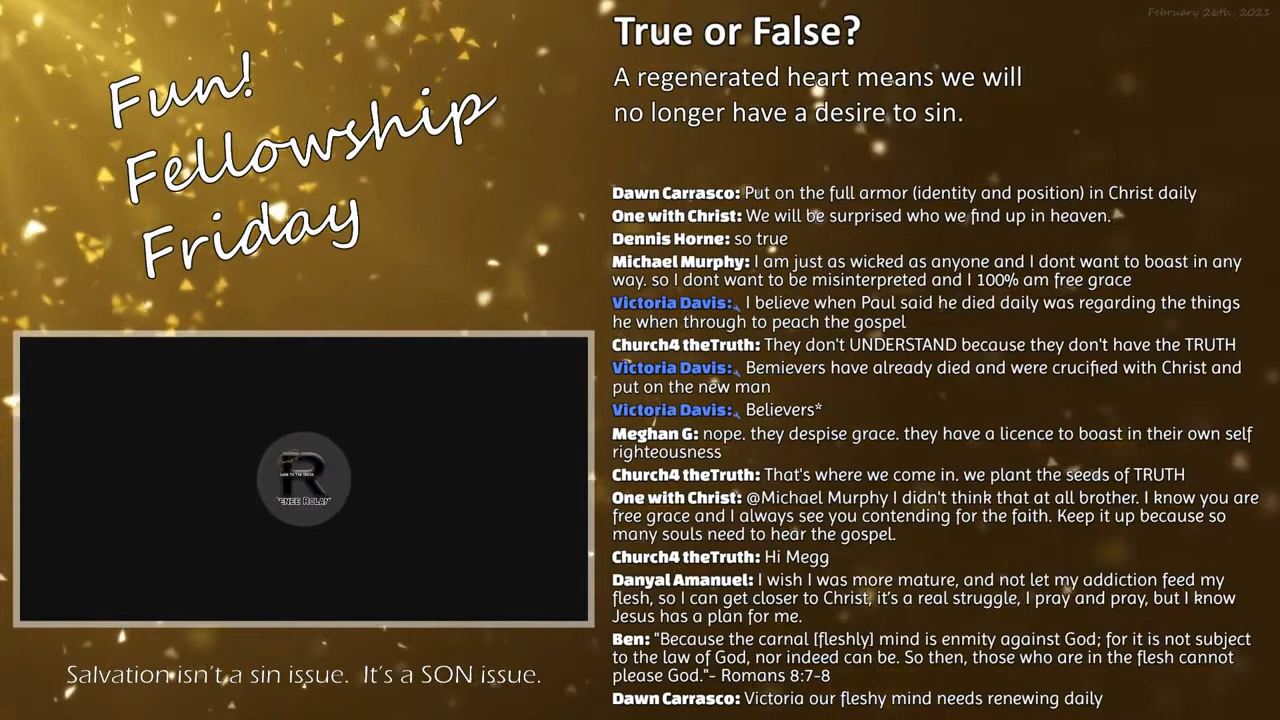 February 26th, 2021
Fun!
Fellowship
Friday
True or False?
A regenerated heart means we will
no longer have a desire to sin.
Dawn Carrasco: Put on the full armor (identity and position) in Christ daily
One with Christ: We will be surprised who we find up in heaven.
Dennis Horne: so true
Michael Murphy: I am just as wicked as anyone and I dont want to boast in any
way. so I dont want to be misinterpreted and I 100% am free grace
Victoria Davis: I believe when Paul said he died daily was regarding the things
he when through to peach the gospel
Church4 theTruth: They don't UNDERSTAND because they don't have the TRUTH
Victoria Davis: Bemievers have already died and were crucified with Christ and
put on the new man
Victoria Davis: Believers*
Meghan G: nope. they despise grace. they have a licence to boast in their own self
righteousness
Church4 theTruth: That's where we come in. we plant the seeds of TRUTH
One with Christ: @Michael Murphy I didn't think that at all brother. I know you are
free grace and I always see you contending for the faith. Keep it up because so
many souls need to hear the gospel.
Church4 theTruth: Hi Megg
Danyal Amanuel: I wish I was more mature, and not let my addiction feed my
flesh, so I can get closer to Christ, it's a real struggle, I pray and pray, but I know
Jesus has a plan for me.
Ben: "Because the carnal [fleshly] mind is enmity against God; for it is not subject
to the law of God, nor indeed can be. So then, those who are in the flesh cannot
please God."- Romans 8:7-8
Dawn Carrasco: Victoria our fleshy mind needs renewing daily
R
Salvation isn't a sin issue. It's a SON issue.